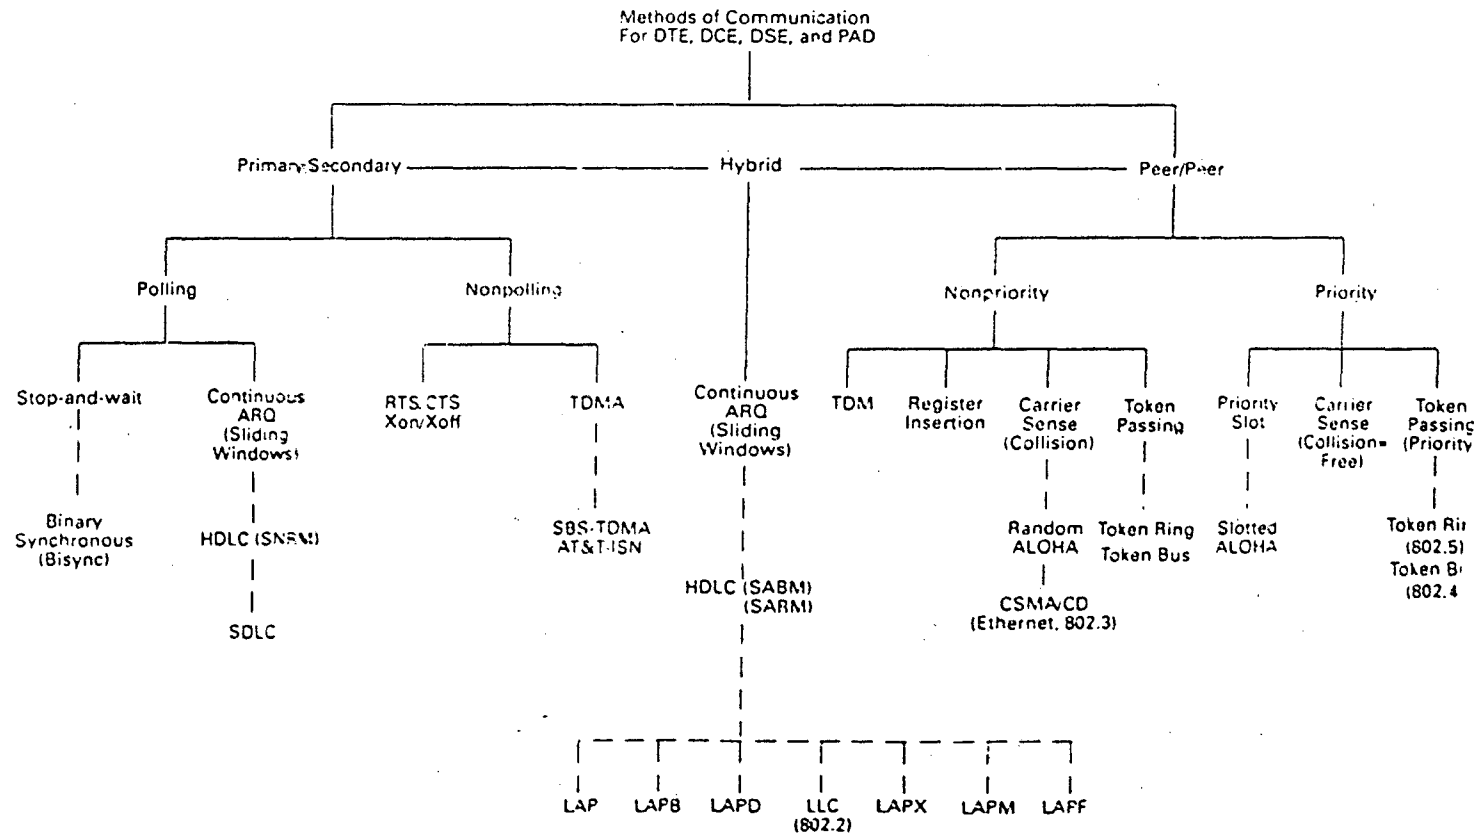 Methods of Communication
For DTE, DCE, DSE, and PAD
Primary-Secondary
Hybrid
Peer/Peer
Polling
Nonpolling
Nonpriority
Priority
Stop-and-wait
Continuous
ARQ
(Sliding
Windows)
RTS/CTS
Xon/Xoff
TDMA
Continuous
ARQ
(Sliding
Windows)
TDM
Register
Insertion
Carrier
Sense
(Collision)
Token
Passing
Priority
Slot
Carrier
Sense
(Collision=
Free)
Token
Passing
(Priority
Binary
Synchronous
(Bisync)
HDLC (SNRM)
SDLC
SBS-TDMA
AT&T-ISN
HDLC (SABM)
(SARM)
Random
ALOHA
CSMA/CD
(Ethernet, 802.3)
Token Ring
Token Bus
Slotted
ALOHA
Token Rin
(802.5)
Token B
(802.4
LAP
LAPB
LAPD
LLC
(802.2)
LAPX
LAPM